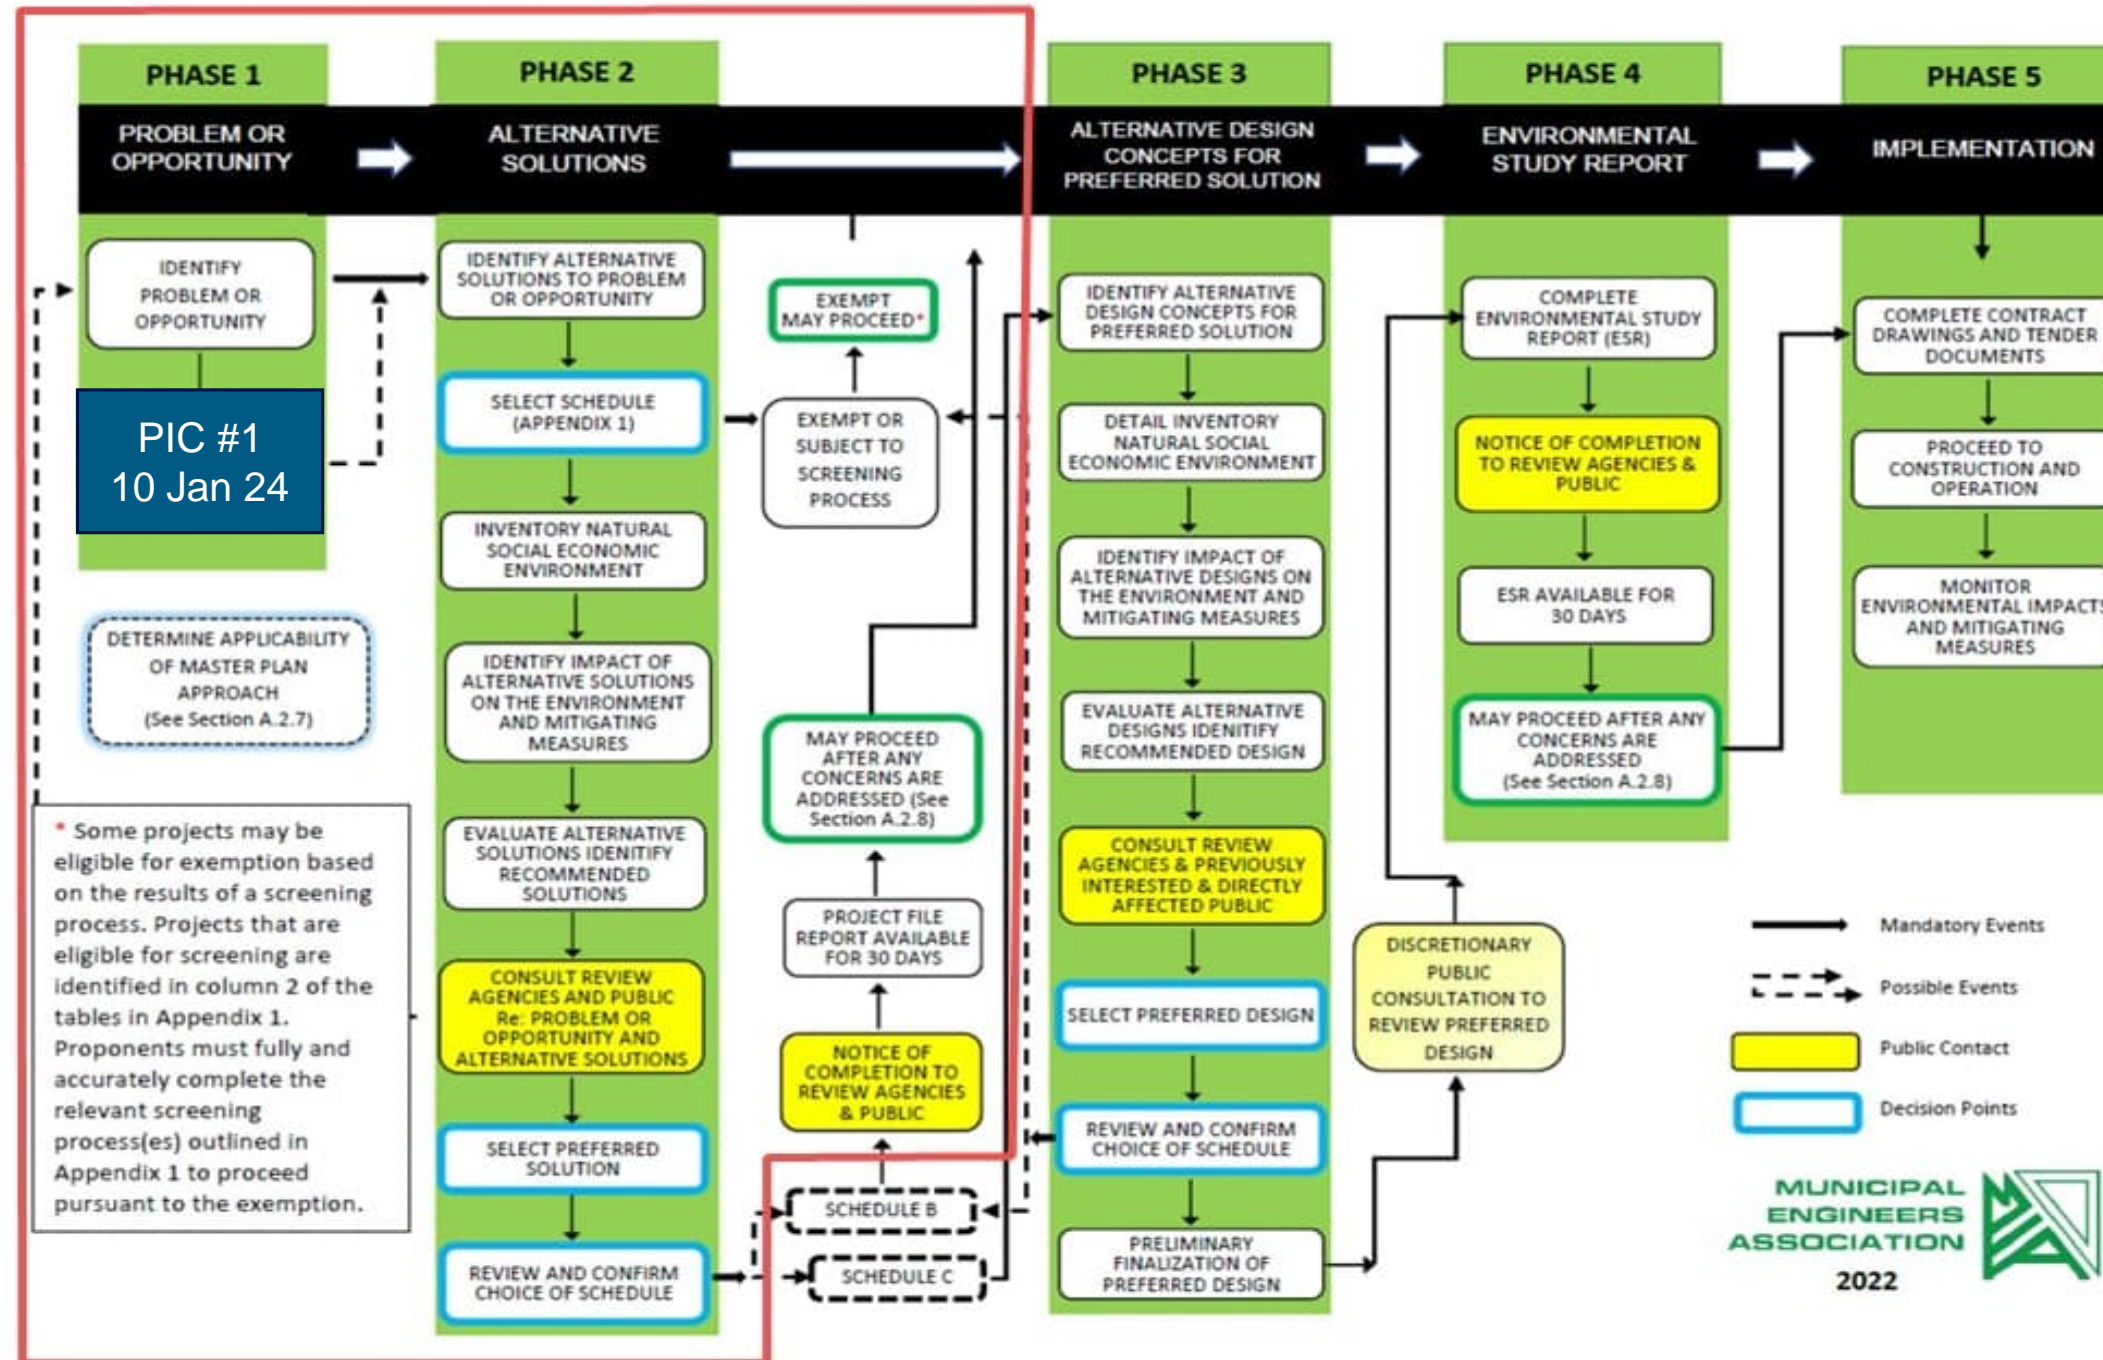 PHASE 1
PROBLEM OR
OPPORTUNITY
IDENTIFY
PROBLEM OR
OPPORTUNITY
PIC #1
10 Jan 24
DETERMINE APPLICABILITY
OF MASTER PLAN
APPROACH
(See Section A.2.7)
* Some projects may be
eligible for exemption based
on the results of a screening
process. Projects that are
eligible for screening are
identified in column 2 of the
tables in Appendix 1.
Proponents must fully and
accurately complete the
relevant screening
process(es) outlined in
Appendix 1 to proceed
pursuant to the exemption.
PHASE 2
ALTERNATIVE
SOLUTIONS
IDENTIFY ALTERNATIVE
SOLUTIONS TO PROBLEM
OR OPPORTUNITY
SELECT SCHEDULE
(APPENDIX 1)
INVENTORY NATURAL
SOCIAL ECONOMIC
ENVIRONMENT
IDENTIFY IMPACT OF
ALTERNATIVE SOLUTIONS
ON THE ENVIRONMENT
AND MITIGATING
MEASURES
EVALUATE ALTERNATIVE
SOLUTIONS IDENITIFY
RECOMMENDED
SOLUTIONS
CONSULT REVIEW
AGENCIES AND PUBLIC
Re: PROBLEM OR
OPPORTUNITY AND
ALTERNATIVE SOLUTIONS
SELECT PREFERRED
SOLUTION
REVIEW AND CONFIRM
CHOICE OF SCHEDULE
EXEMPT
MAY PROCEED*
EXEMPT OR
SUBJECT TO
SCREENING
PROCESS
MAY PROCEED
AFTER ANY
CONCERNS ARE
ADDRESSED (See
Section A.2.8)
PROJECT FILE
REPORT AVAILABLE
FOR 30 DAYS
NOTICE OF
COMPLETION TO
REVIEW AGENCIES
& PUBLIC
SCHEDULE B
SCHEDULE C
PHASE 3
ALTERNATIVE DESIGN
CONCEPTS FOR
PREFERRED SOLUTION
IDENTIFY ALTERNATIVE
DESIGN CONCEPTS FOR
PREFERRED SOLUTION
DETAIL INVENTORY
NATURAL SOCIAL
ECONOMIC ENVIRONMENT
IDENTIFY IMPACT OF
ALTERNATIVE DESIGNS ON
THE ENVIRONMENT AND
MITIGATING MEASURES
EVALUATE ALTERNATIVE
DESIGNS IDENITIFY
RECOMMENDED DESIGN
CONSULT REVIEW
AGENCIES & PREVIOUSLY
INTERESTED & DIRECTLY
AFFECTED PUBLIC
SELECT PREFERRED DESIGN
REVIEW AND CONFIRM
CHOICE OF SCHEDULE
PRELIMINARY
FINALIZATION OF
PREFERRED DESIGN
DISCRETIONARY
PUBLIC
CONSULTATION TO
REVIEW PREFERRED
DESIGN
PHASE 4
ENVIRONMENTAL
STUDY REPORT
COMPLETE
ENVIRONMENTAL STUDY
REPORT (ESR)
NOTICE OF COMPLETION
TO REVIEW AGENCIES &
PUBLIC
ESR AVAILABLE FOR
30 DAYS
MAY PROCEED AFTER ANY
CONCERNS ARE
ADDRESSED
(See Section A.2.8)
PHASE 5
IMPLEMENTATION
COMPLETE CONTRACT
DRAWINGS AND TENDER
DOCUMENTS
PROCEED TO
CONSTRUCTION AND
OPERATION
MONITOR
ENVIRONMENTAL IMPACTS
AND MITIGATING
MEASURES
Mandatory Events
Possible Events
Public Contact
Decision Points
MUNICIPAL
ENGINEERS
ASSOCIATION
2022
MEA